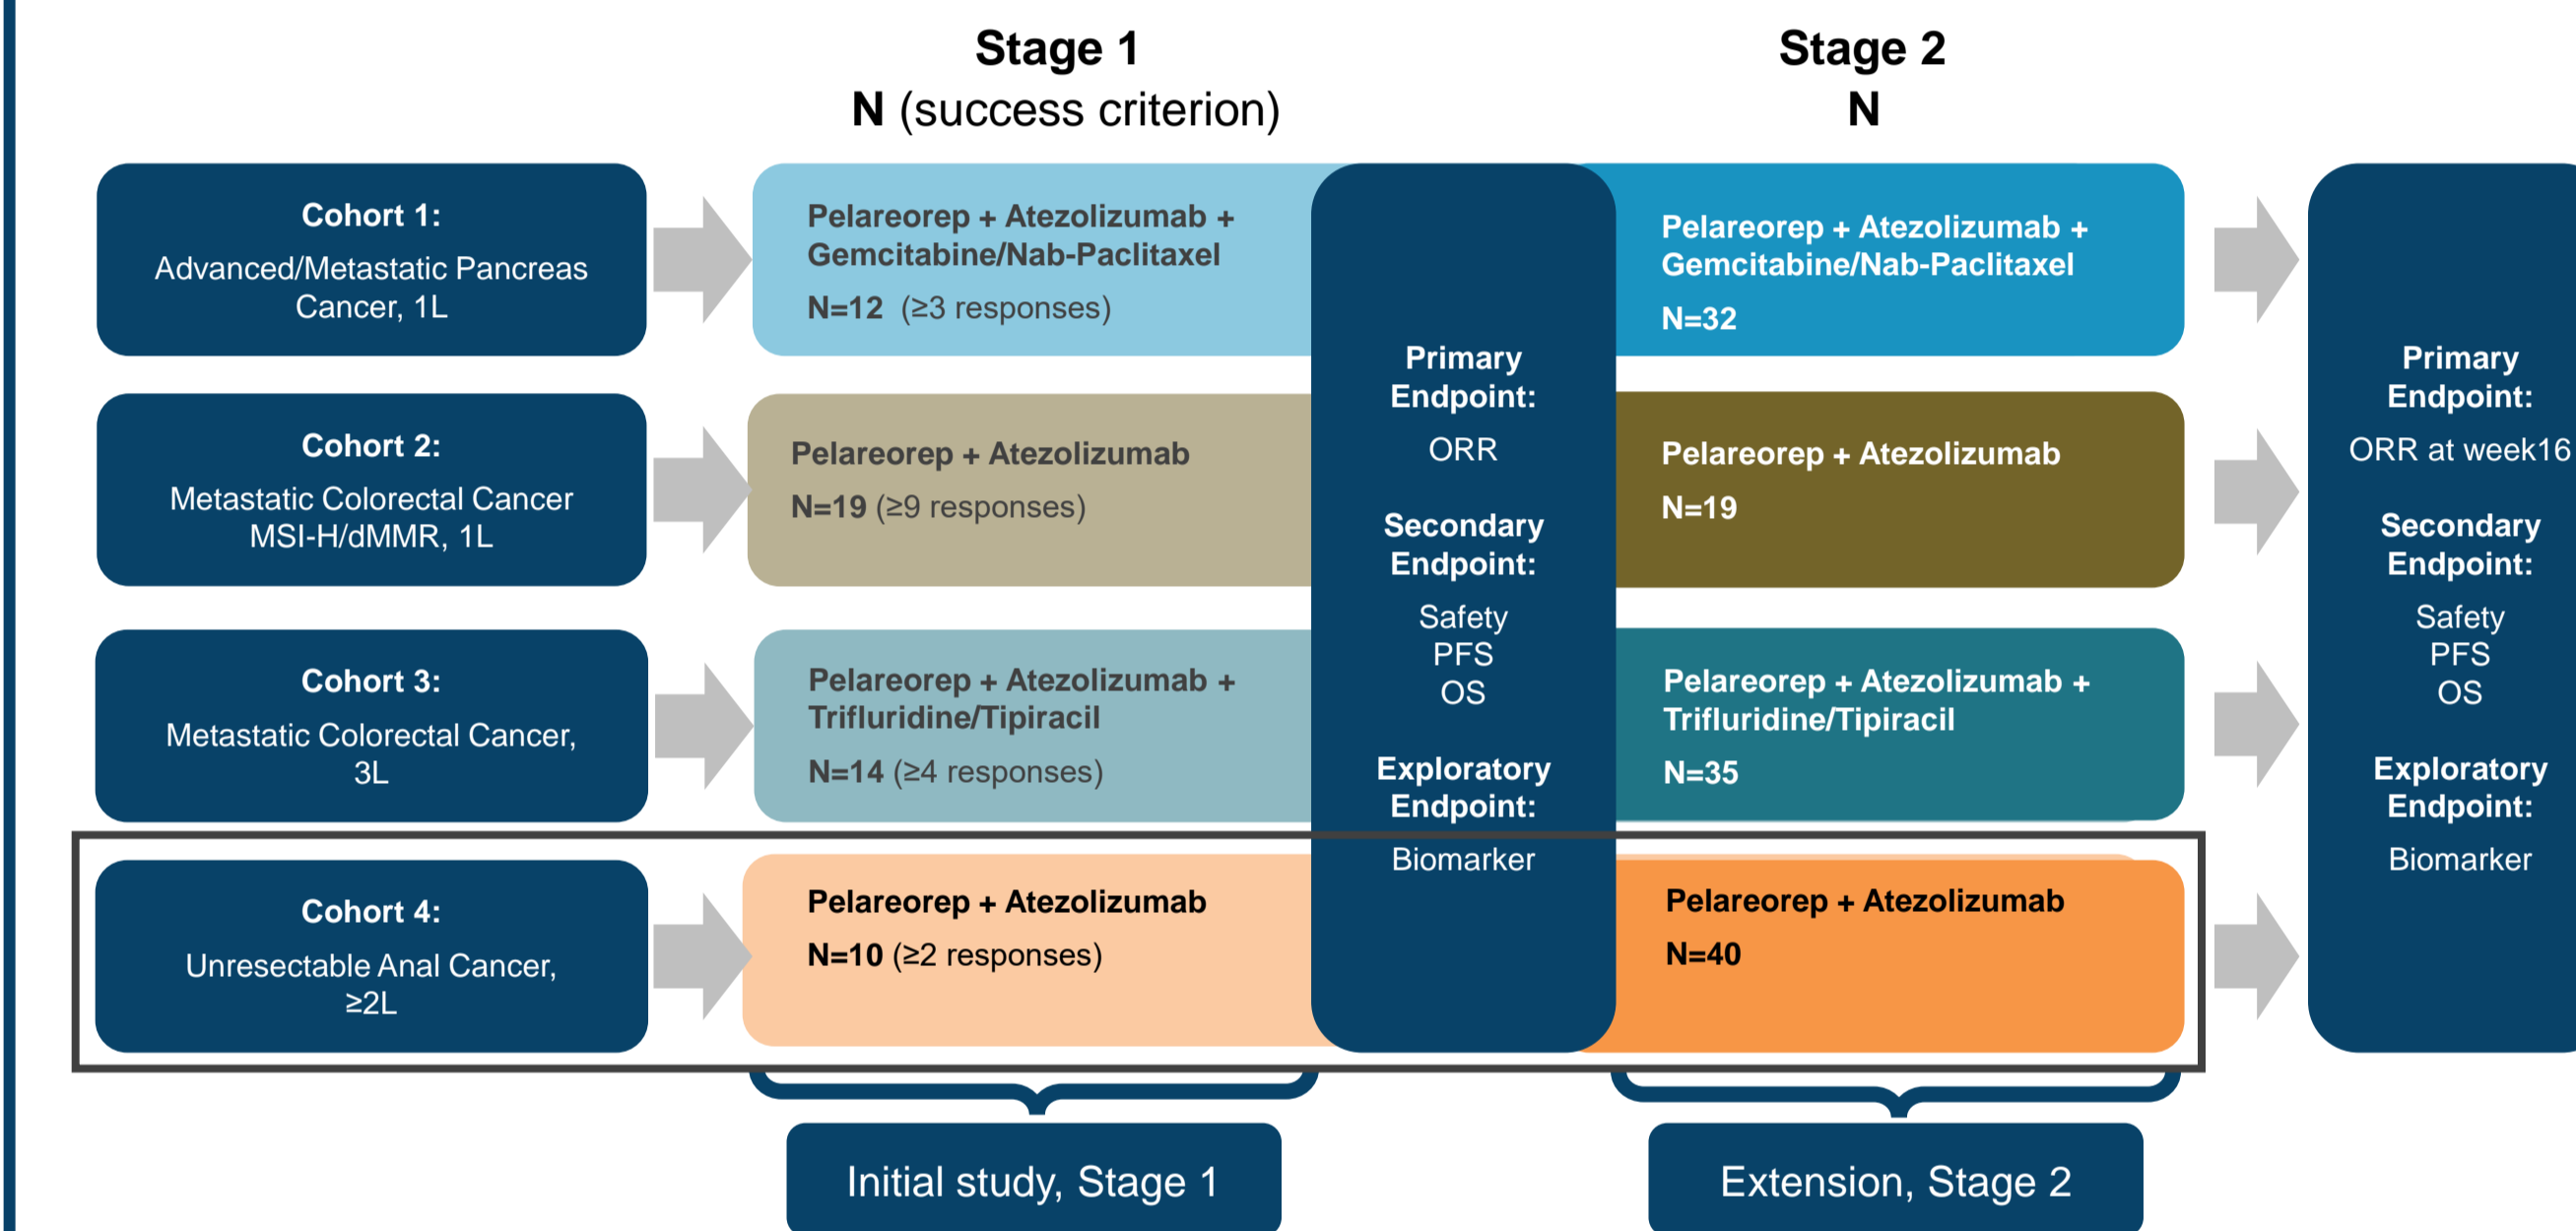 Stage 1
N (success criterion)
Stage 2
N
Cohort 1:
Advanced/Metastatic Pancreas
Cancer, 1L
Pelareorep + Atezolizumab +
Gemcitabine/Nab-Paclitaxel
N=12 (≥3 responses)
Pelareorep + Atezolizumab +
Gemcitabine/Nab-Paclitaxel
N=32
Cohort 2:
Metastatic Colorectal Cancer
MSI-H/dMMR, 1L
Pelareorep + Atezolizumab
N=19 (≥9 responses)
Pelareorep + Atezolizumab
N=19
Cohort 3:
Metastatic Colorectal Cancer,
3L
Pelareorep + Atezolizumab +
Trifluridine/Tipiracil
N=14 (≥4 responses)
Pelareorep + Atezolizumab +
Trifluridine/Tipiracil
N=35
Cohort 4:
Unresectable Anal Cancer,
≥2L
Pelareorep + Atezolizumab
N=10 (≥2 responses)
Pelareorep + Atezolizumab
N=40
Primary
Endpoint:
ORR
Secondary
Endpoint:
Safety
PFS
OS
Exploratory
Endpoint:
Biomarker
Primary
Endpoint:
ORR at week16
Secondary
Endpoint:
Safety
PFS
OS
Exploratory
Endpoint:
Biomarker
Initial study, Stage 1
Extension, Stage 2